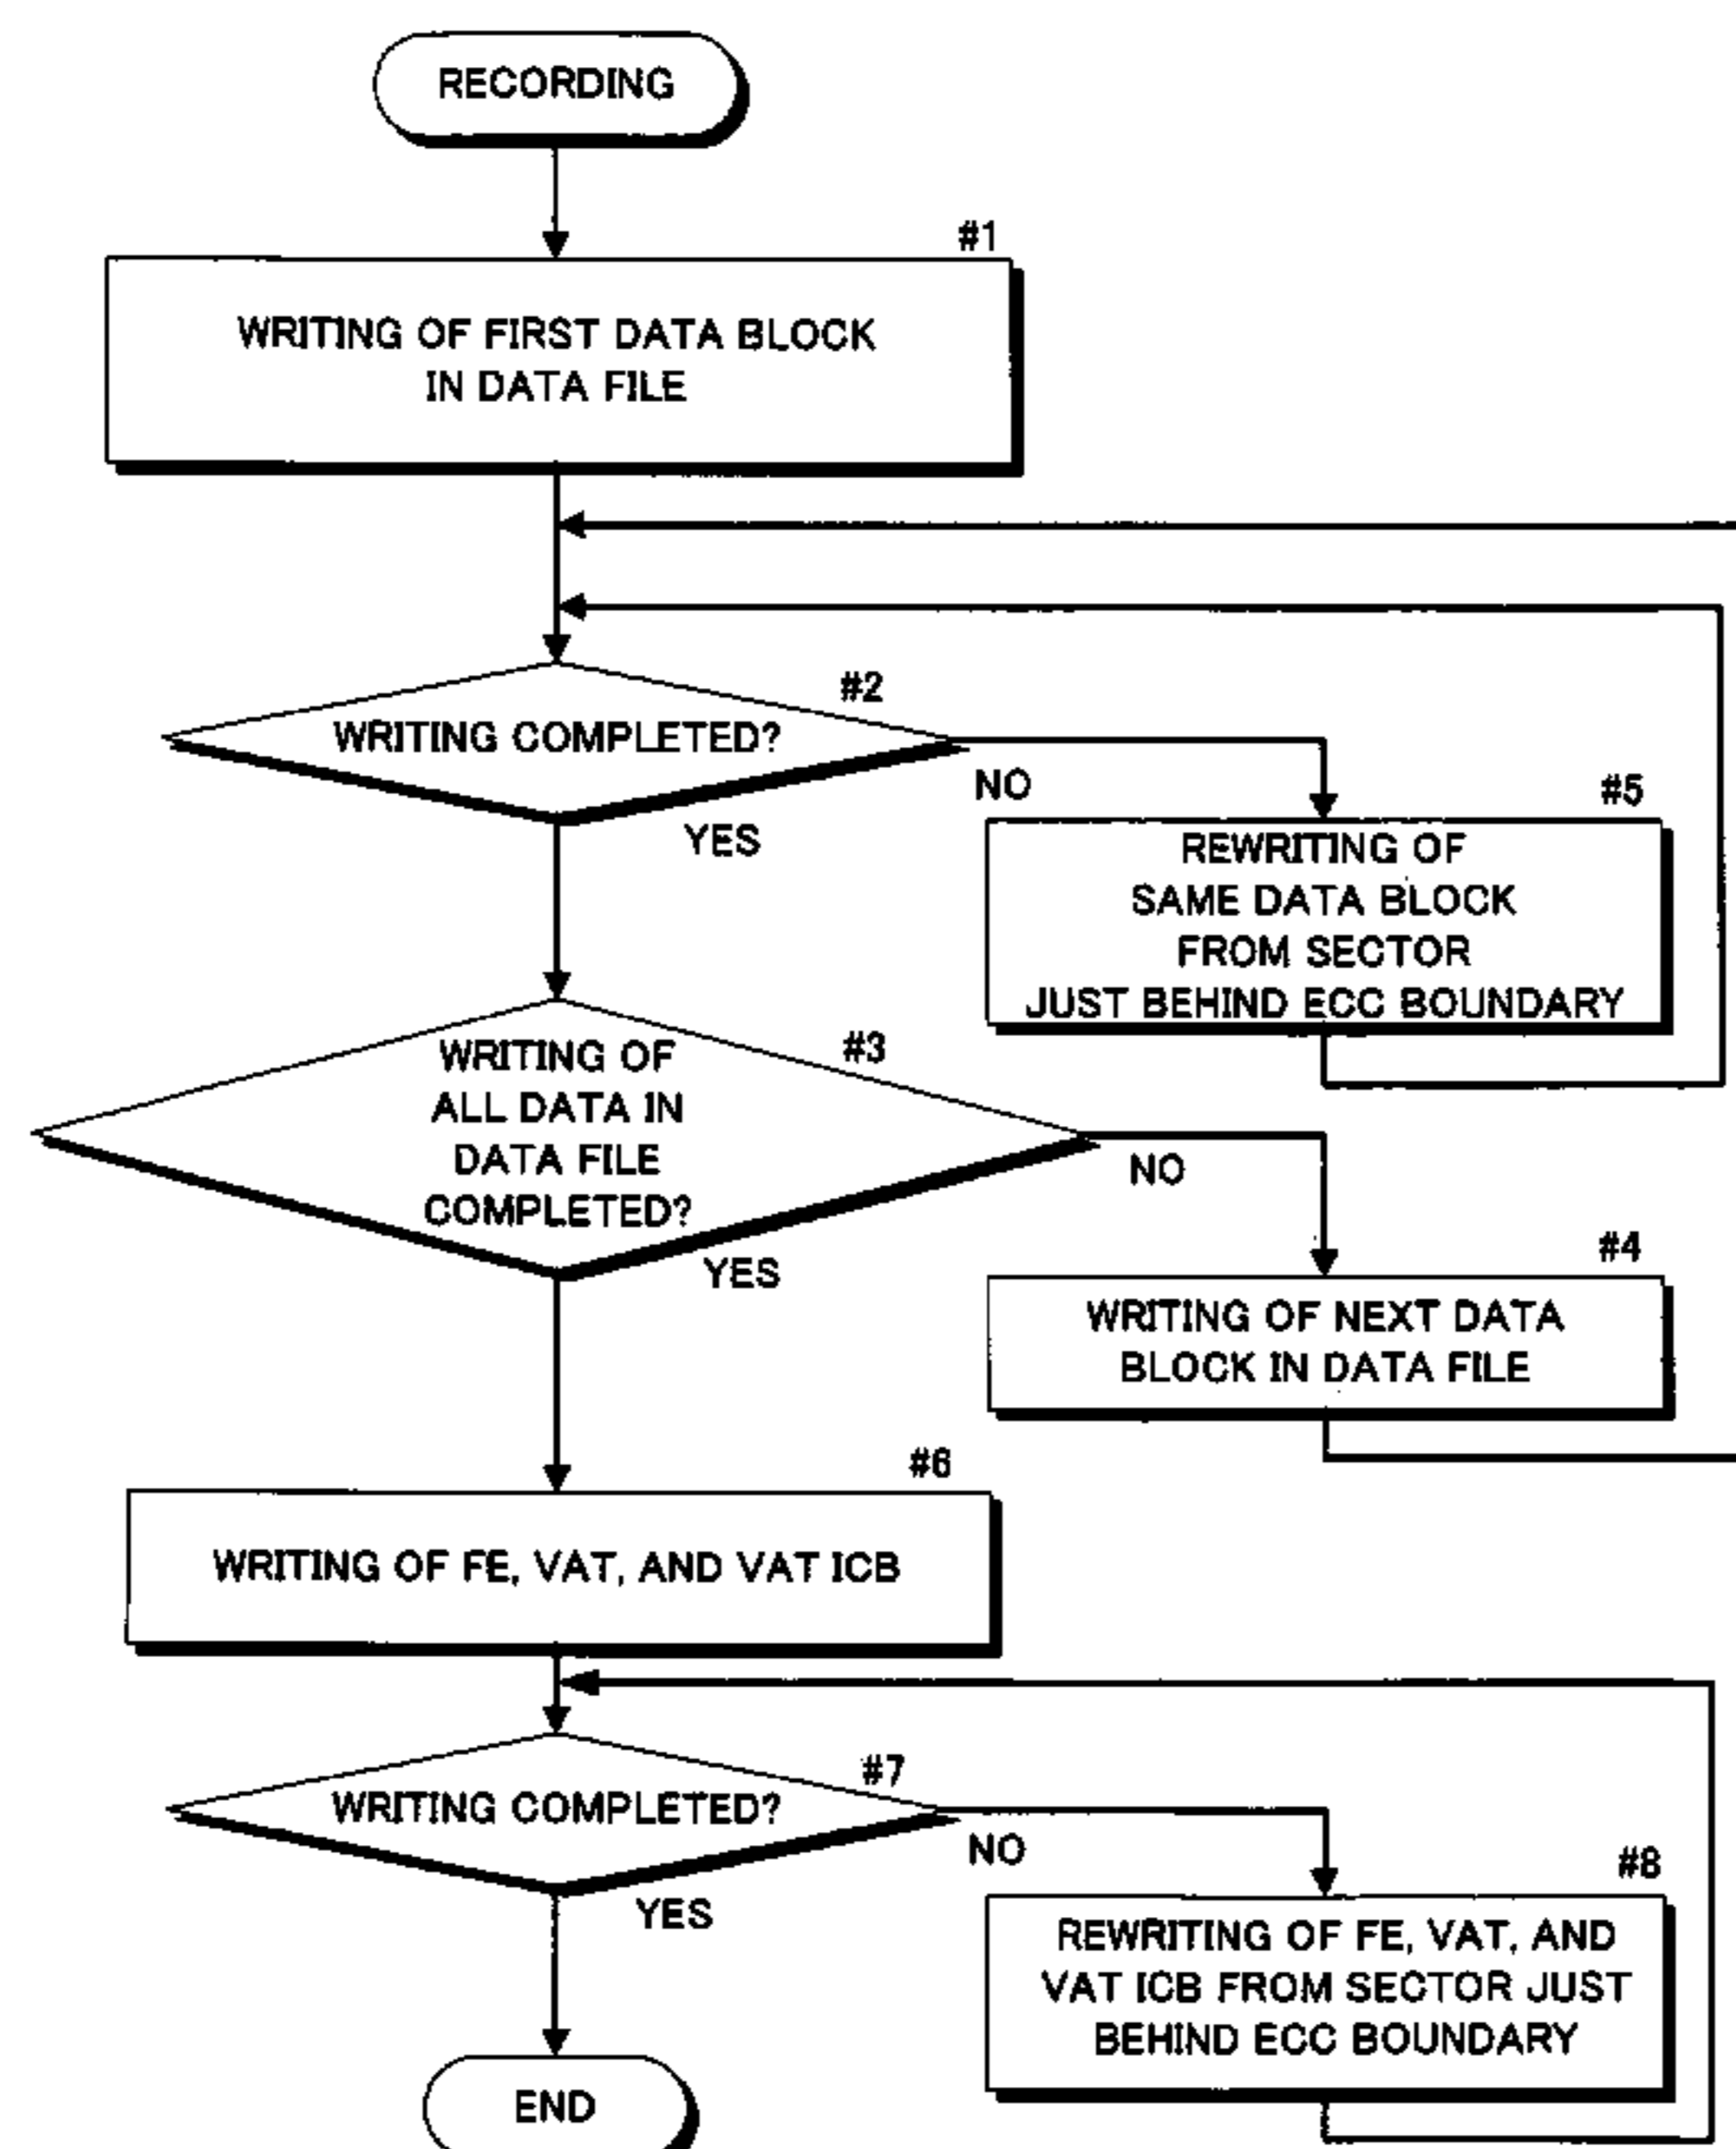 RECORDING
#1
WRITING OF FIRST DATA BLOCK
IN DATA FILE
#2
WRITING COMPLETED?
NO
YES
#5
REWRITING OF
SAME DATA BLOCK
FROM SECTOR
JUST BEHIND ECC BOUNDARY
#3
WRITING OF
ALL DATA IN
DATA FILE
COMPLETED?
NO
YES
#4
WRITING OF NEXT DATA
BLOCK IN DATA FILE
#6
WRITING OF FE, VAT, AND VAT ICB
#7
WRITING COMPLETED?
NO
YES
#8
REWRITING OF FE, VAT, AND
VAT ICB FROM SECTOR JUST
BEHIND ECC BOUNDARY
END